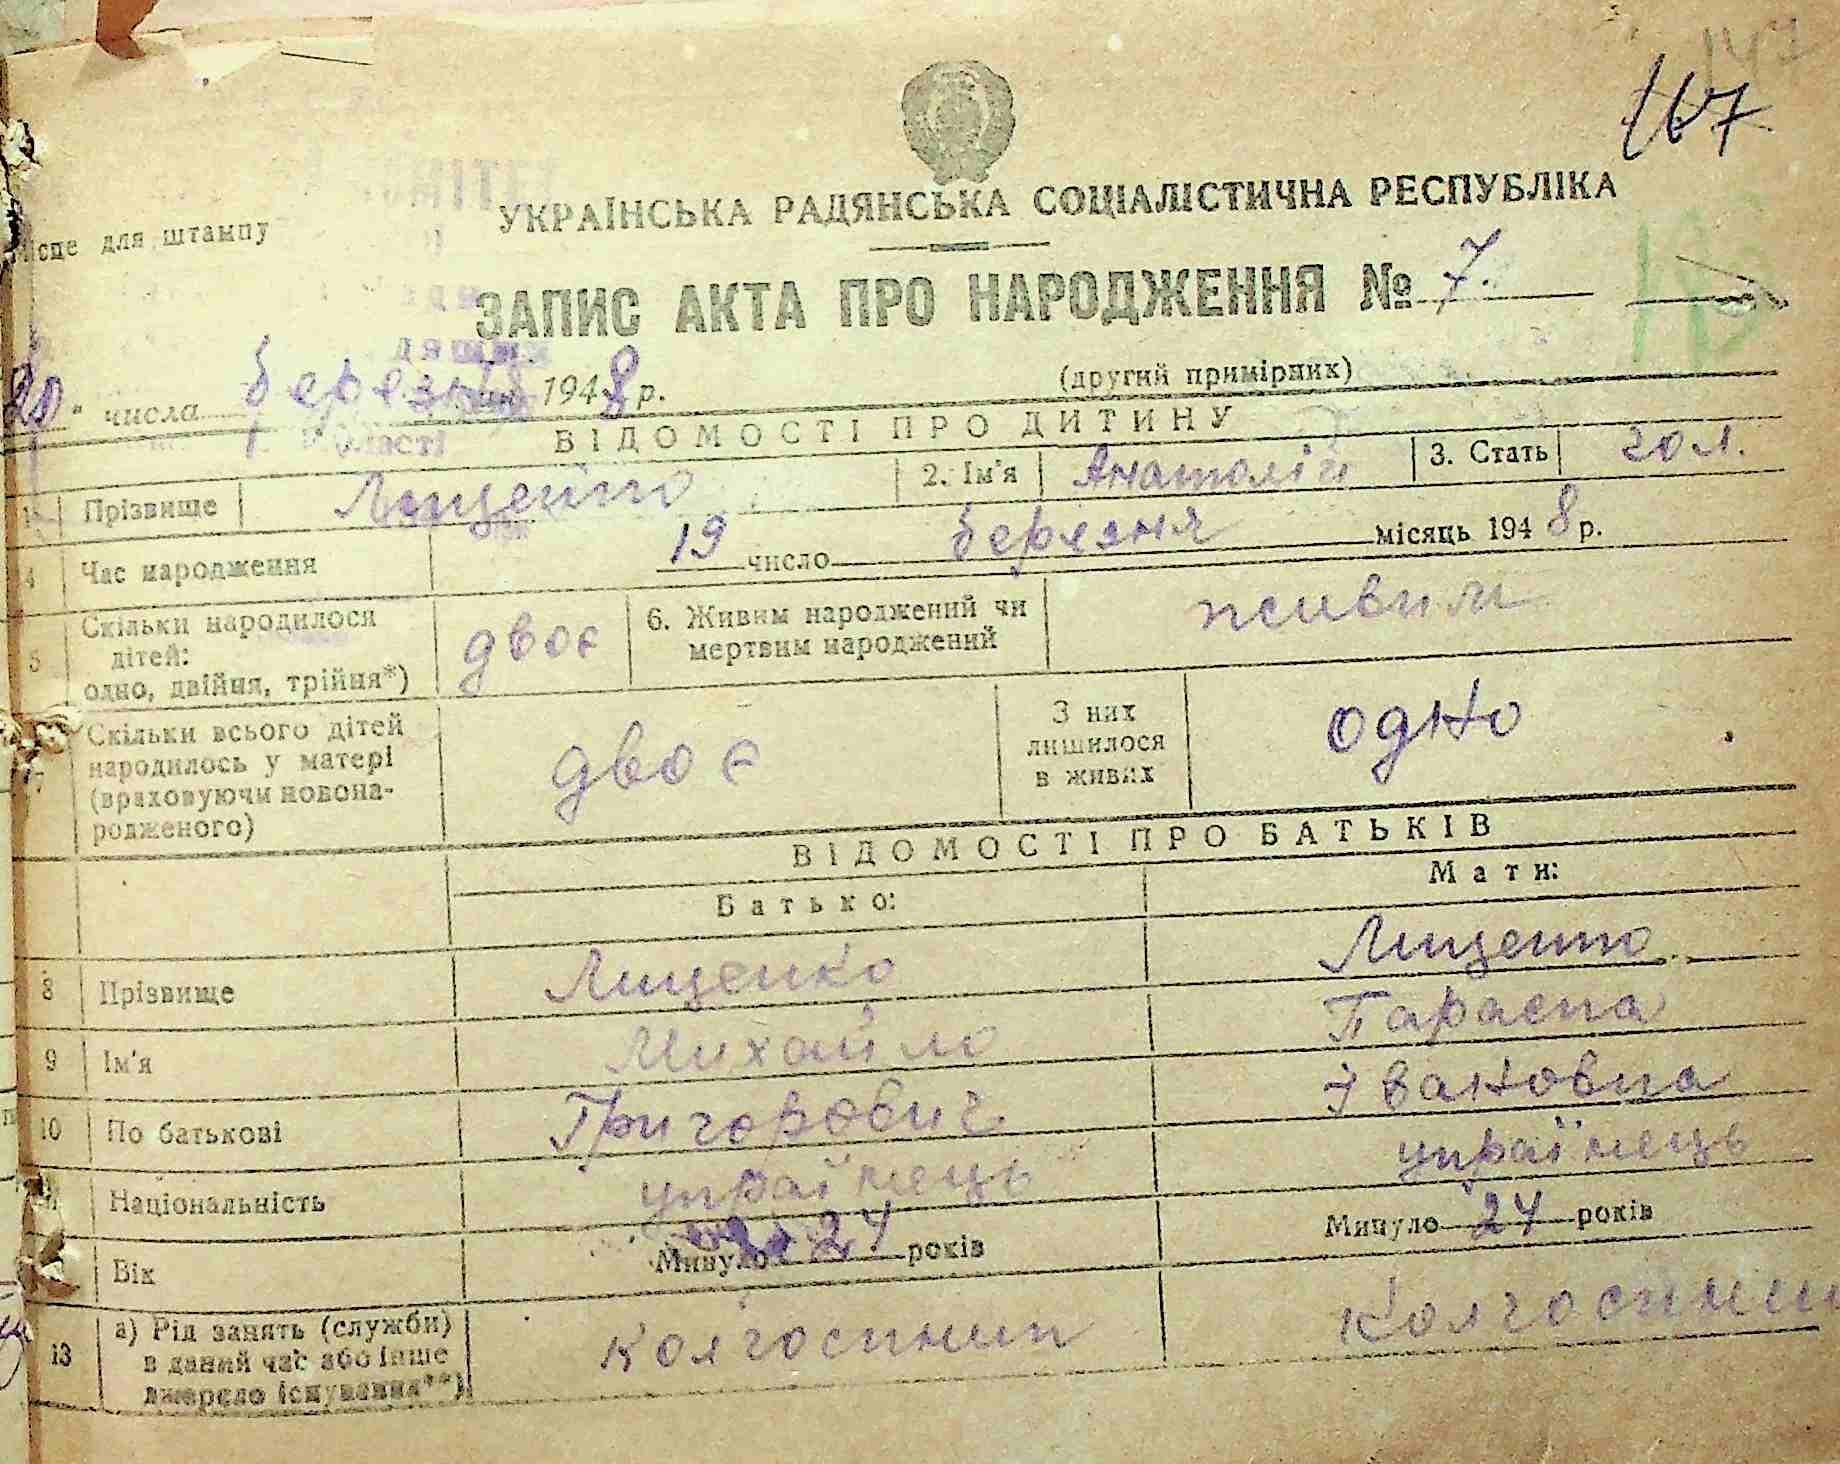 147
167
УКРАЇНСЬКА РАДЯНСЬКА СОЦІАЛІСТИЧНА РЕСПУБЛІКА
місце для штампу
ЗАПИС АКТА ПРО НАРОДЖЕННЯ № 7.
(другий примірник)
20 " числа березня 1948 р.
області
ВІДОМОСТІ ПРО ДИТИНУ
1 Прізвище Лищенко 2. Ім'я Анатолій 3. Стать чол.
4 Час народження 19 число березня місяць 1948 р.
5 Скільки народилося дітей: одно, двійня, трійня*) двоє 6. Живим народжений чи мертвим народжений живим
7 Скільки всього дітей народилось у матері (враховуючи новонародженого) двоє З них лишилося в живих одно
ВІДОМОСТІ ПРО БАТЬКІВ
Батько: Мати:
8 Прізвище Лищенко Лищенко
9 Ім'я Михайло Параска
10 По батькові Григорович. Івановна
11 Національність українець українець
Вік Минуло 24 років Минуло 24 років
13 а) Рід занять (служби) в даний час або інше джерело існування**) колгоспник колгоспни